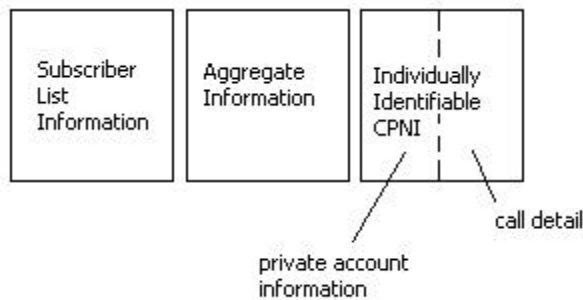 Subscriber
List
Information
Aggregate
Information
Individually
Identifiable
CPNI
call detail
private account
information